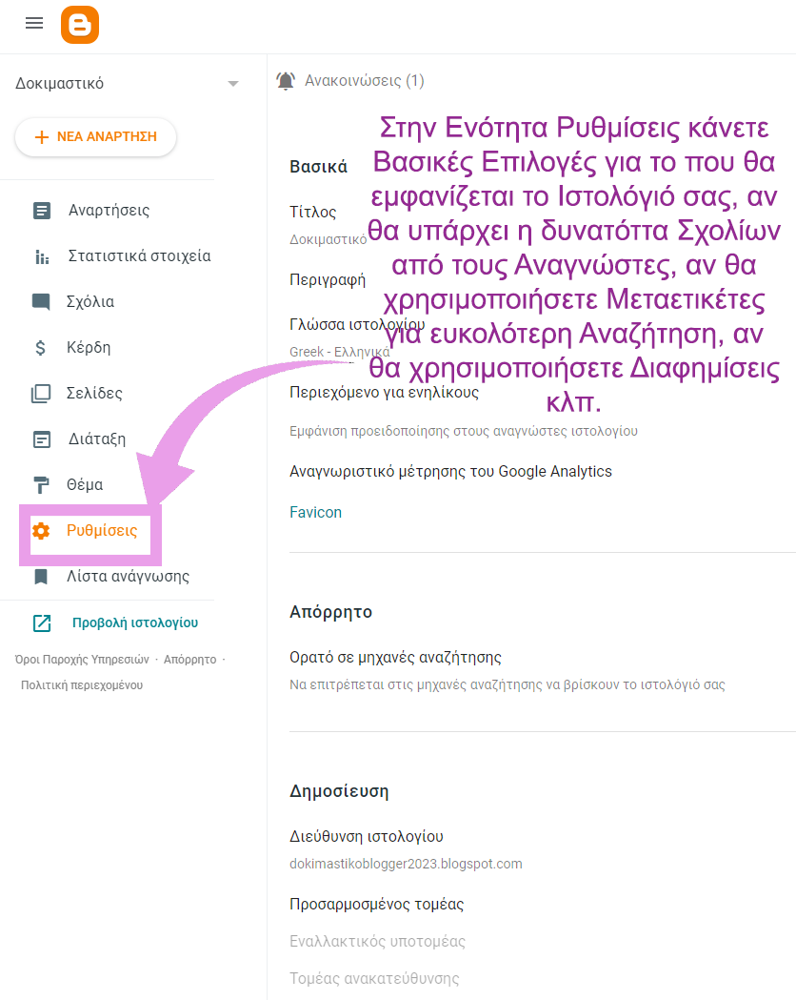 Δοκιμαστικό
ΝΕΑ ΑΝΑΡΤΗΣΗ
Αναρτήσεις
Στατιστικά στοιχεία
Σχόλια
Κέρδη
Σελίδες
Διάταξη
Θέμα
Ρυθμίσεις
Λίστα ανάγνωσης
Προβολή ιστολογίου
Όροι Παροχής Υπηρεσιών · Απόρρητο ·
Πολιτική περιεχομένου
Ανακοινώσεις (1)
Στην Ενότητα Ρυθμίσεις κάνετε
Βασικές Επιλογές για το που θα
εμφανίζεται το Ιστολόγιό σας, αν
θα υπάρχει η δυνατόττα Σχολίων
από τους Αναγνώστες, αν θα
χρησιμοποιήσετε Μεταετικέτες
για ευκολότερη Αναζήτηση, αν
θα χρησιμοποιήσετε Διαφημίσεις
κλπ.
Βασικά
Τίτλος
Δοκιμαστικό
Περιγραφή
Γλώσσα ιστολογίου
Greek - Ελληνικά
Περιεχόμενο για ενηλίκους
Εμφάνιση προειδοποίησης στους αναγνώστες ιστολογίου
Αναγνωριστικό μέτρησης του Google Analytics
Favicon
Απόρρητο
Ορατό σε μηχανές αναζήτησης
Να επιτρέπεται στις μηχανές αναζήτησης να βρίσκουν το ιστολόγιό σας
Δημοσίευση
Διεύθυνση ιστολογίου
dokimastikoblogger2023.blogspot.com
Προσαρμοσμένος τομέας
Εναλλακτικός υποτομέας
Τομέας ανακατεύθυνσης